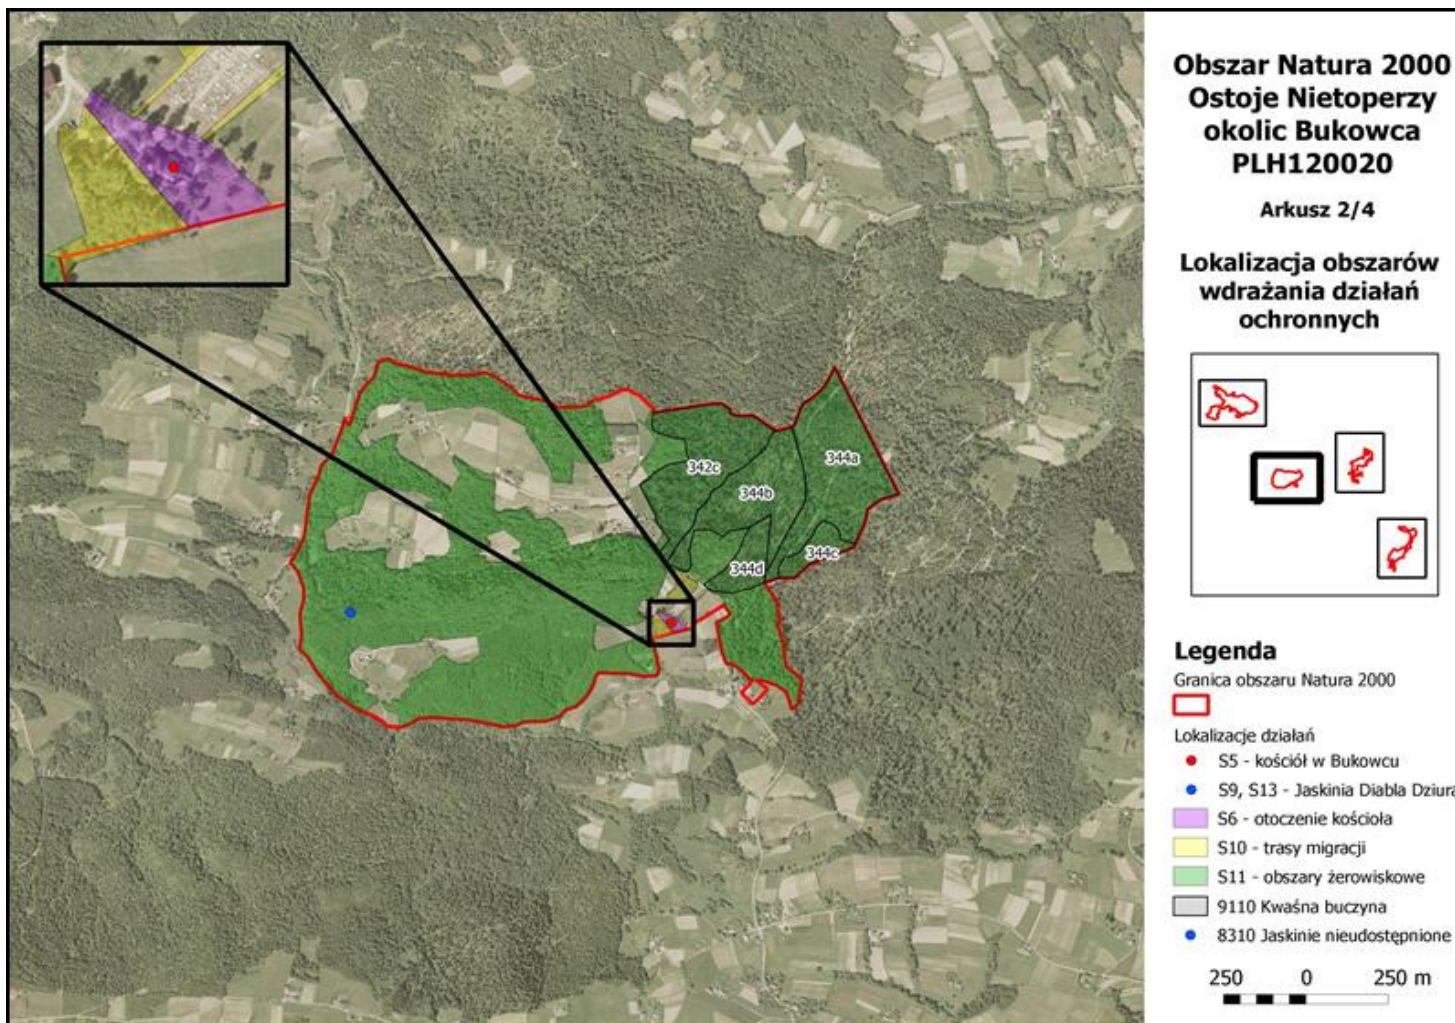 Obszar Natura 2000
Ostoje Nietoperzy
okolic Bukowca
PLH120020
Arkusz 2/4
Lokalizacja obszarów
wdrażania działań
ochronnych
342c
344a
344b
344c
344d
Legenda
Granica obszaru Natura 2000
Lokalizacje działań
S5 - kościół w Bukowcu
S9, S13 - Jaskinia Diabla Dziura
S6 - otoczenie kościoła
S10 - trasy migracji
S11 - obszary żerowiskowe
9110 Kwaśna buczyna
8310 Jaskinie nieudostępnione
250 0 250 m